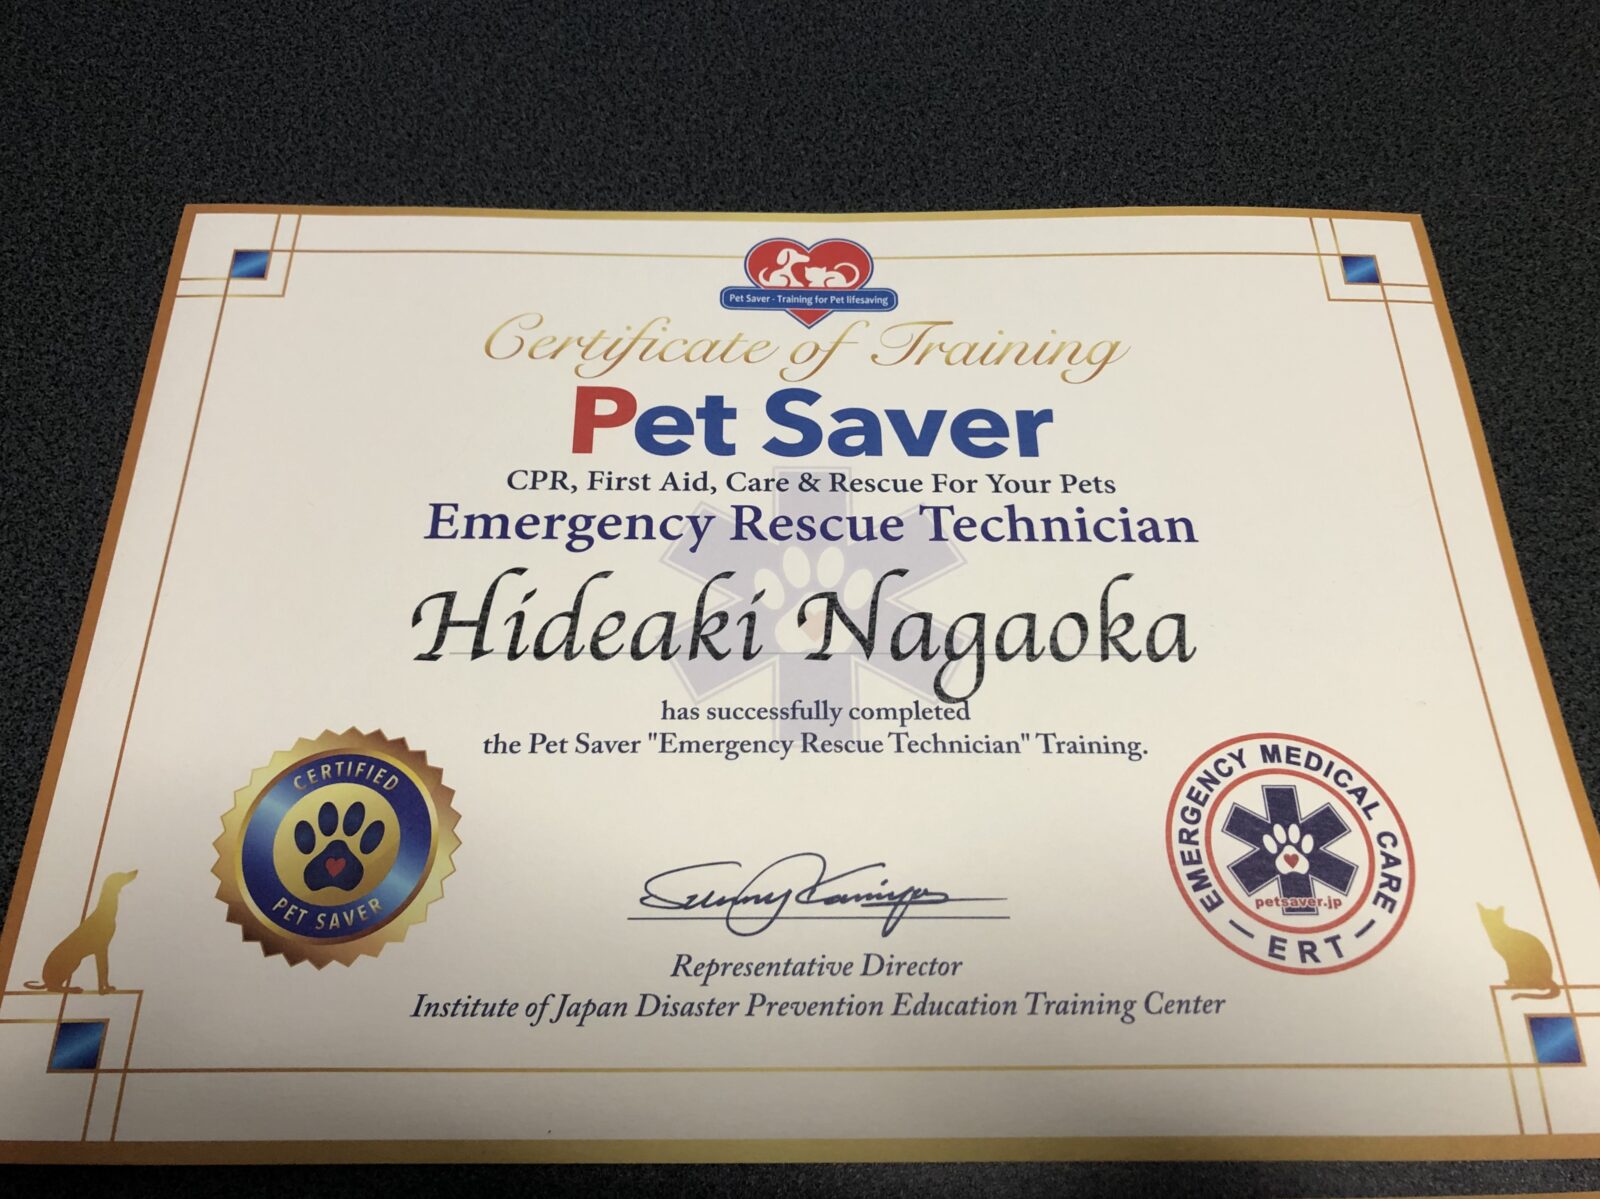 Pet Saver - Training for Pet lifesaving
Certificate of Training
Pet Saver
CPR, First Aid, Care & Rescue For Your Pets
Emergency Rescue Technician
Hideaki Nagaoka
has successfully completed
the Pet Saver "Emergency Rescue Technician" Training.
CERTIFIED
PET SAVER
EMERGENCY MEDICAL CARE
petsaver.jp
- ERT -
Sunny Kamiya
Representative Director
Institute of Japan Disaster Prevention Education Training Center